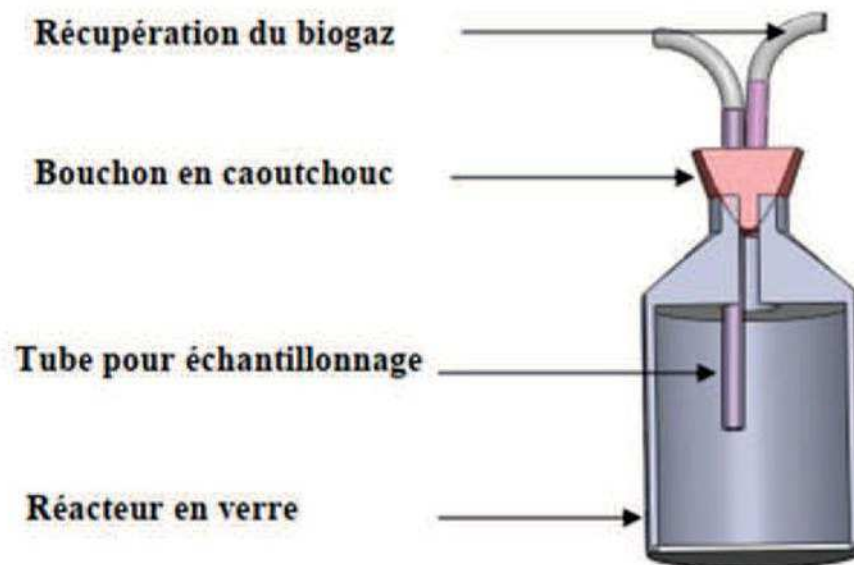 Récupération du biogaz
Bouchon en caoutchouc
Tube pour échantillonnage
Réacteur en verre